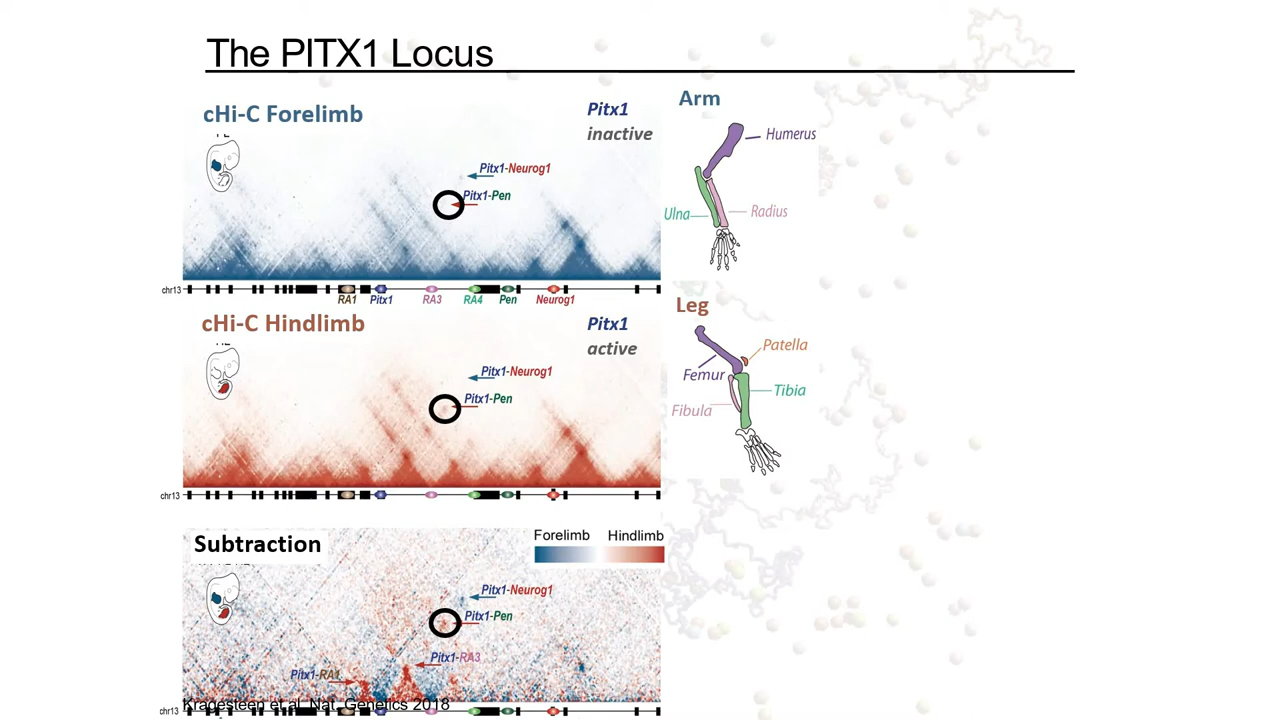 The PITX1 Locus
cHi-C Forelimb
Pitx1
inactive
Pitx1-Neurog1
Pitx1-Pen
chr13
RA1
Pitx1
RA3
RA4
Pen
Neurog1
Arm
Humerus
Ulna
Radius
cHi-C Hindlimb
Pitx1
active
Pitx1-Neurog1
Pitx1-Pen
chr13
Leg
Patella
Femur
Tibia
Fibula
Subtraction
Forelimb
Hindlimb
Pitx1-Neurog1
Pitx1-Pen
Pitx1-RA3
Pitx1-RA1
Kragesteen et al. Nat. Genetics 2018
chr13